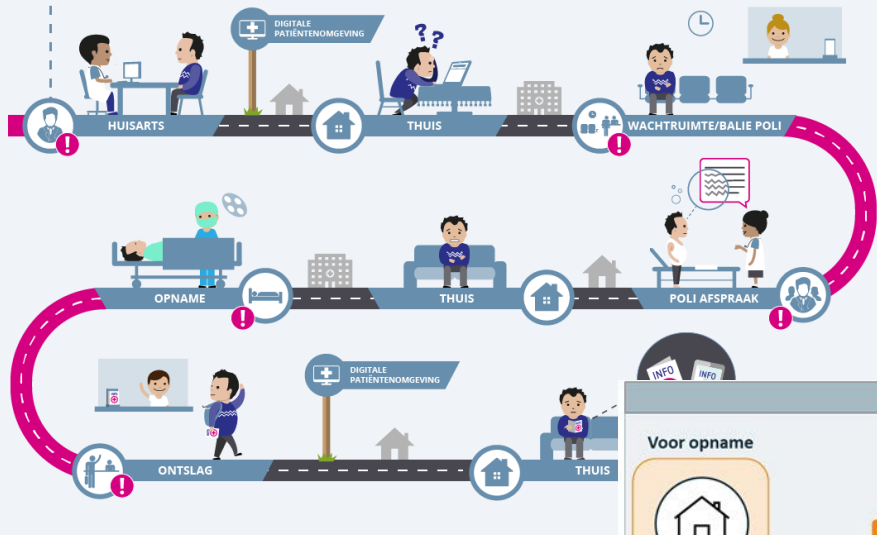 DIGITALE
PATIËNTENOMGEVING
??
HUISARTS
THUIS
WACHTRUIMTE/BALIE POLI
!
!
OPNAME
THUIS
POLI AFSPRAAK
!
!
DIGITALE
PATIËNTENOMGEVING
INFO
INFO
Voor opname
ONTSLAG
THUIS
!